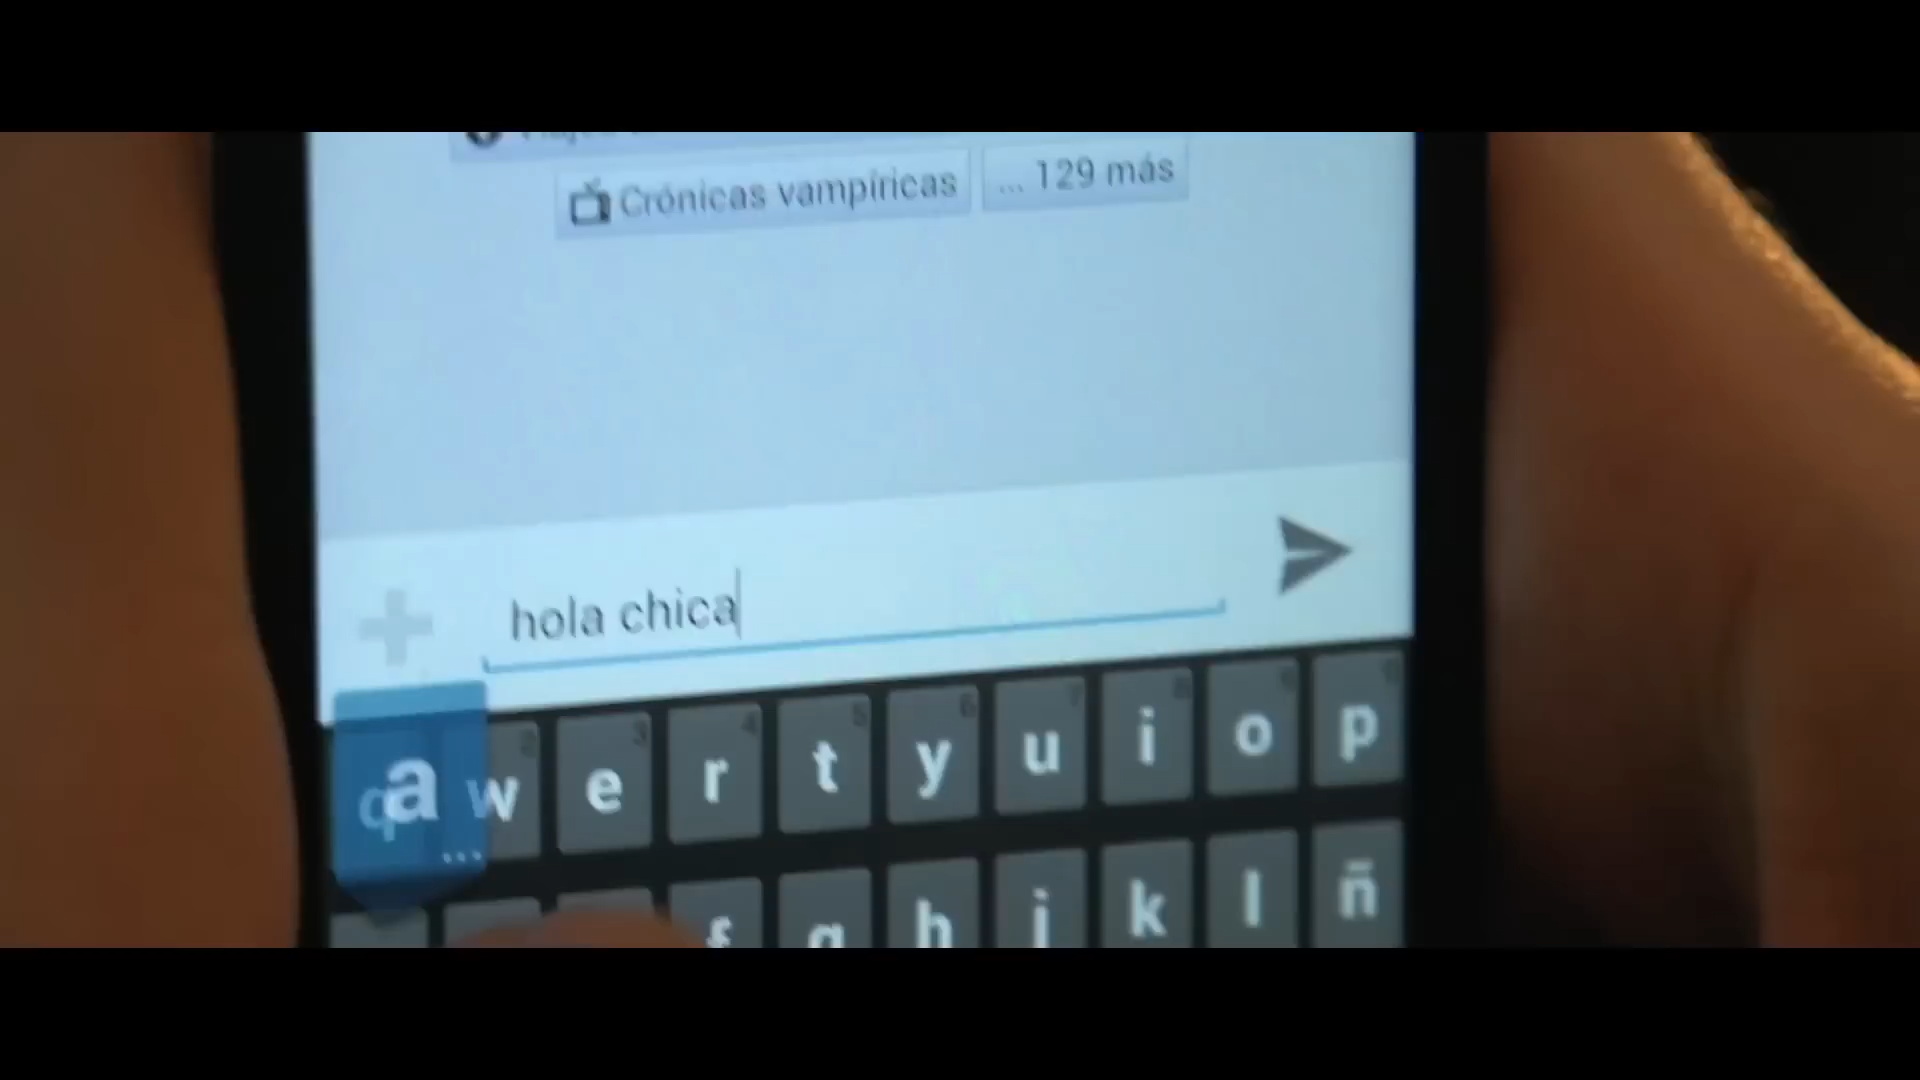 Crónicas vampíricas ... 129 más
hola chica
a
q w e r t y u i o p
...
f g h j k l ñ